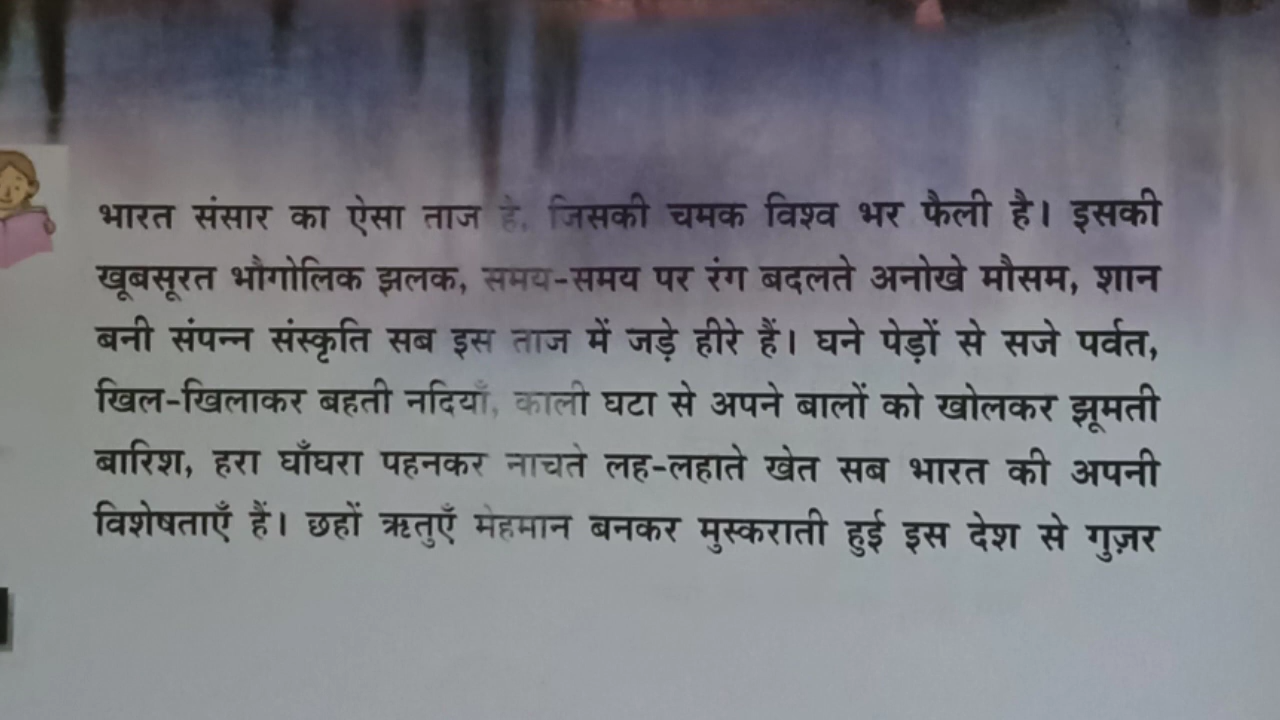 भारत संसार का ऐसा ताज है, जिसकी चमक विश्व भर फैली है। इसकी
खूबसूरत भौगोलिक झलक, समय-समय पर रंग बदलते अनोखे मौसम, शान
बनी संपन्न संस्कृति सब इस ताज में जड़े हीरे हैं। घने पेड़ों से सजे पर्वत,
खिल-खिलाकर बहती नदियाँ, काली घटा से अपने बालों को खोलकर झूमती
बारिश, हरा घाँघरा पहनकर नाचते लह-लहाते खेत सब भारत की अपनी
विशेषताएँ हैं। छहों ऋतुएँ मेहमान बनकर मुस्कराती हुई इस देश से गुज़र